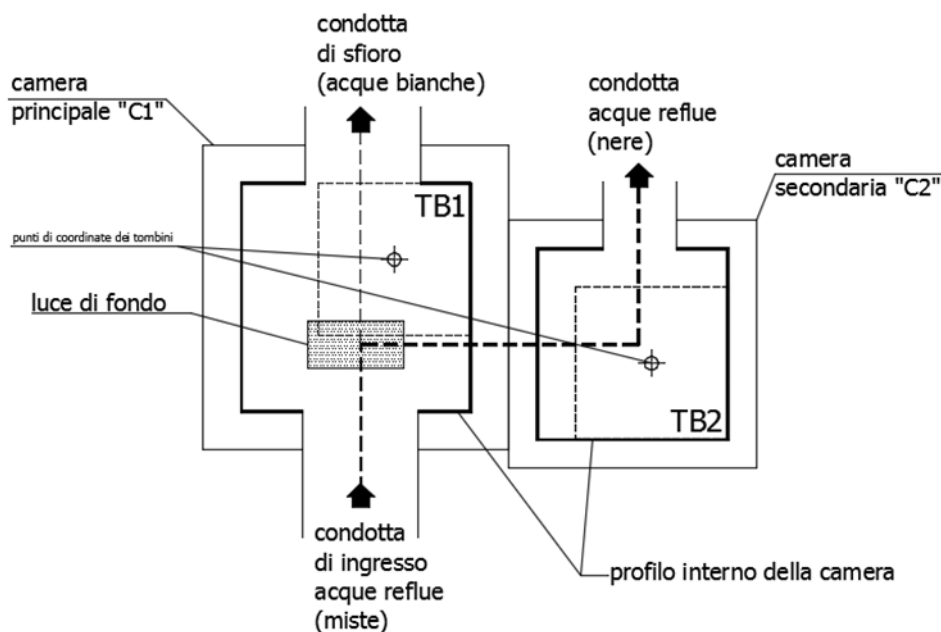 condotta
di sfioro
(acque bianche)
camera
principale "C1"
condotta
acque reflue
(nere)
camera
secondaria "C2"
TB1
punti di coordinate dei tombini
luce di fondo
TB2
condotta
di ingresso
acque reflue
(miste)
profilo interno della camera